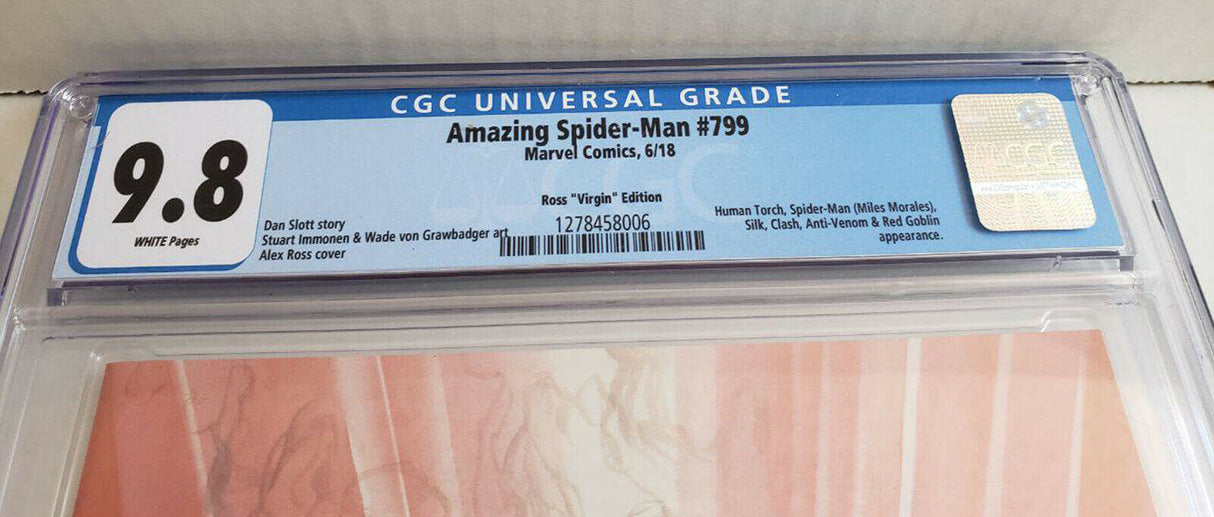 CGC UNIVERSAL GRADE
9.8
WHITE Pages
Amazing Spider-Man #799
Marvel Comics, 6/18
Ross "Virgin" Edition
1278458006
Dan Slott story
Stuart Immonen & Wade von Grawbadger art
Alex Ross cover
Human Torch, Spider-Man (Miles Morales),
Silk, Clash, Anti-Venom & Red Goblin
appearance.
CGC
CGC